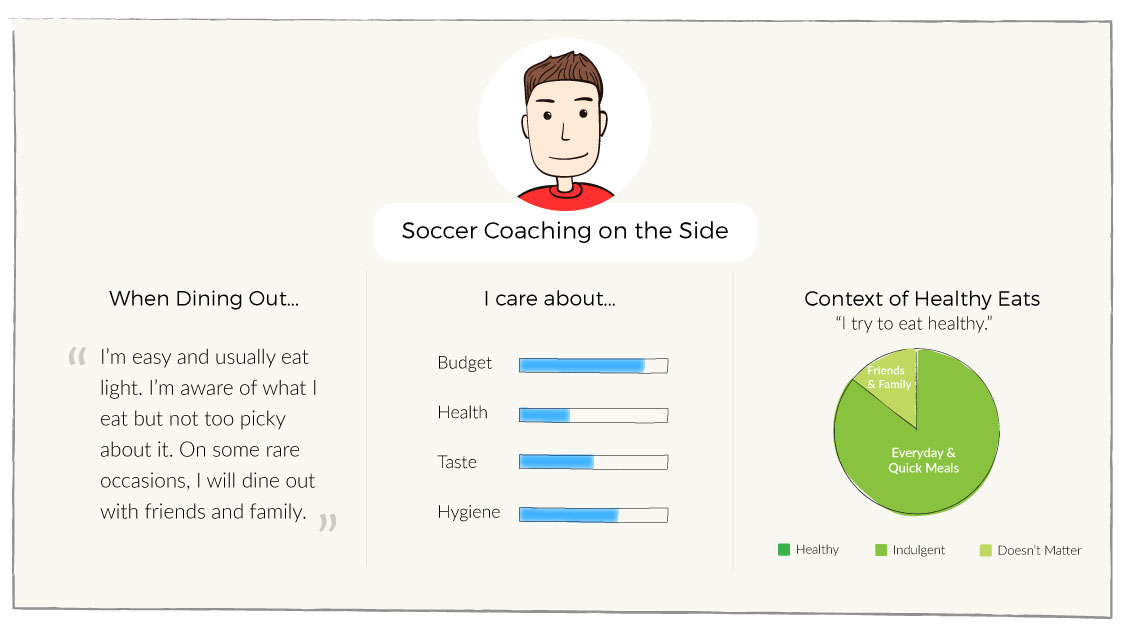 Soccer Coaching on the Side
When Dining Out...
“ I’m easy and usually eat
light. I’m aware of what I
eat but not too picky
about it. On some rare
occasions, I will dine out
with friends and family. ”
I care about...
Budget
Health
Taste
Hygiene
Context of Healthy Eats
“I try to eat healthy.”
Friends
& Family
Everyday &
Quick Meals
Healthy
Indulgent
Doesn’t Matter